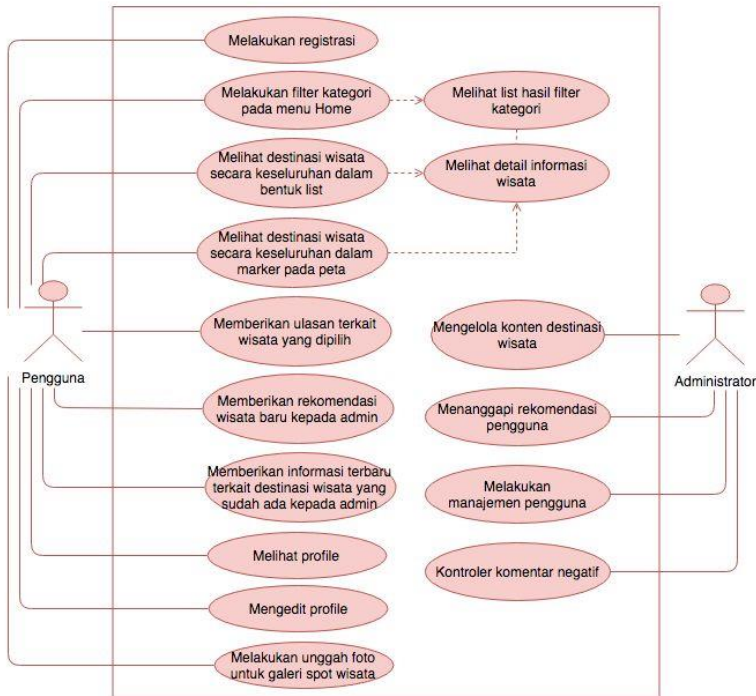 Melakukan registrasi
Melakukan filter kategori
pada menu Home
Melihat list hasil filter
kategori
Melihat destinasi wisata
secara keseluruhan dalam
bentuk list
Melihat detail informasi
wisata
Melihat destinasi wisata
secara keseluruhan dalam
marker pada peta
Pengguna
Memberikan ulasan terkait
wisata yang dipilih
Mengelola konten destinasi
wisata
Administrator
Memberikan rekomendasi
wisata baru kepada admin
Menanggapi rekomendasi
pengguna
Memberikan informasi terbaru
terkait destinasi wisata yang
sudah ada kepada admin
Melakukan
manajemen pengguna
Melihat profile
Kontroler komentar negatif
Mengedit profile
Melakukan unggah foto
untuk galeri spot wisata